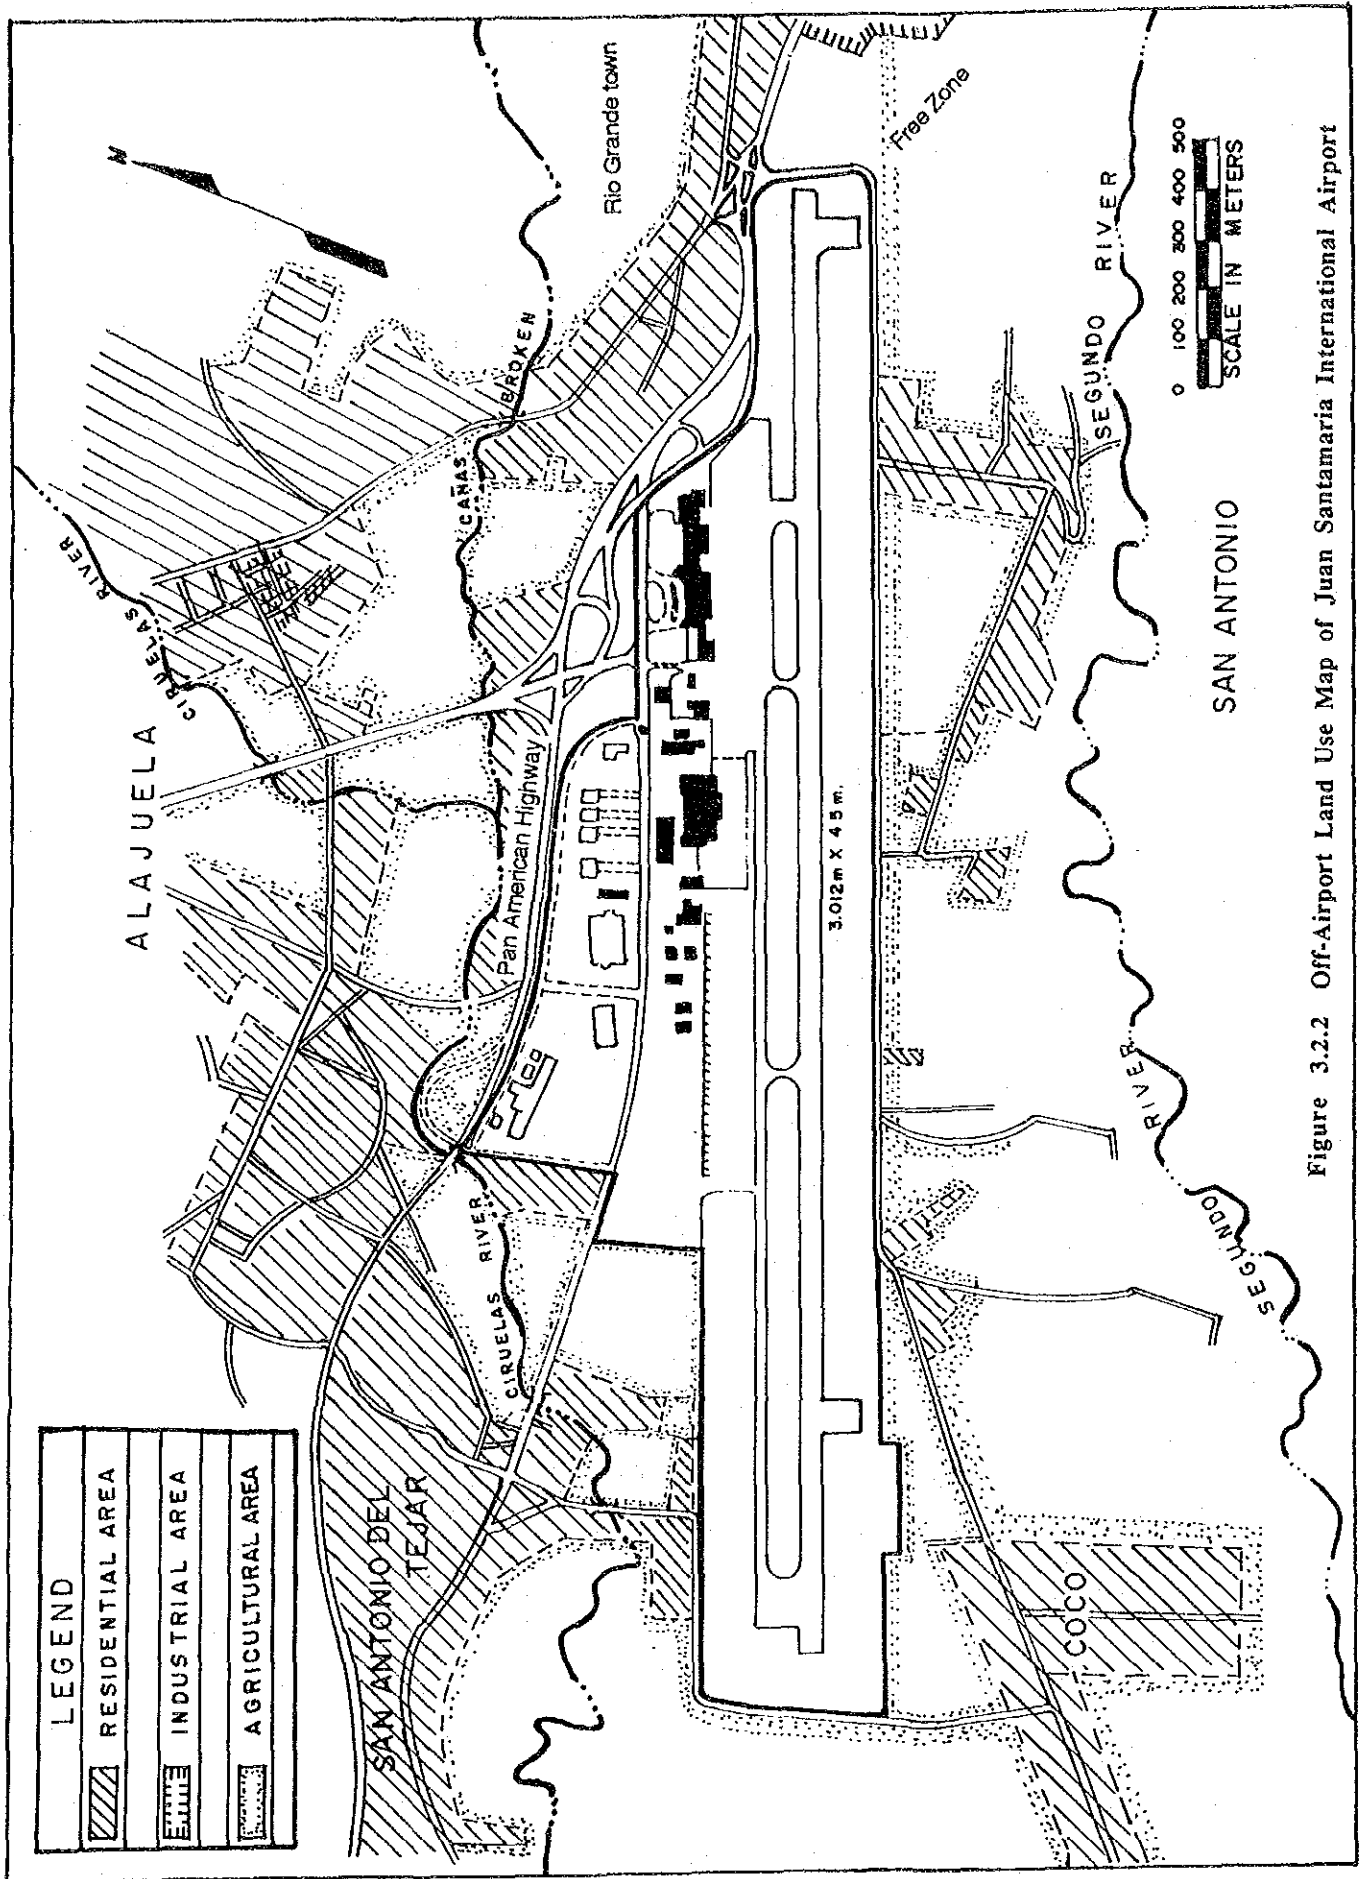 LEGEND
RESIDENTIAL AREA
INDUSTRIAL AREA
AGRICULTURAL AREA
N
ALAJUELA
CIRUELAS RIVER
CAÑAS
BROKEN
Rio Grande town
Pan American Highway
SAN ANTONIO DEL
TEJAR
CIRUELAS RIVER
3.012m X 45m.
Free Zone
COCO
SEGUNDO RIVER
SEGUNDO RIVER
SAN ANTONIO
0 100 200 300 400 500
SCALE IN METERS
Figure 3.2.2 Off-Airport Land Use Map of Juan Santamaria International Airport